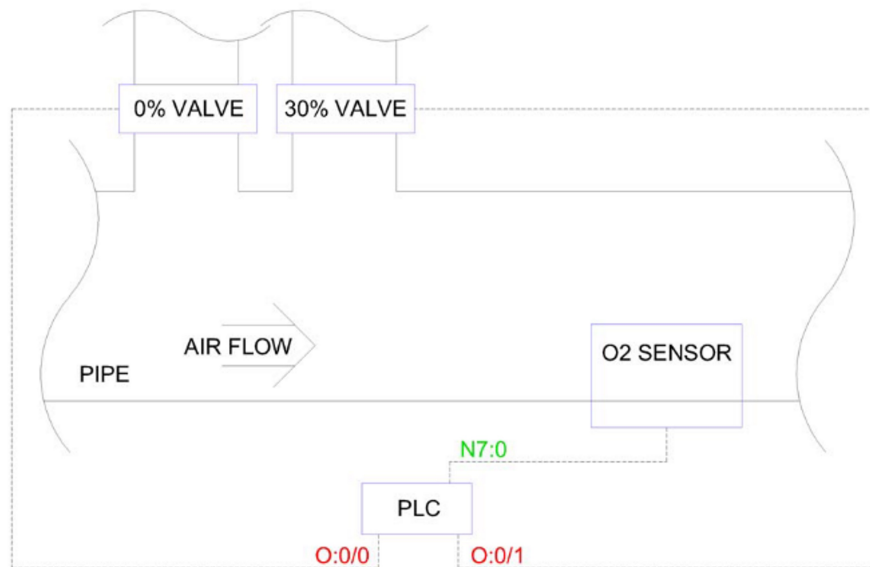 0% VALVE
30% VALVE
AIR FLOW
O2 SENSOR
PIPE
N7:0
PLC
O:0/0
O:0/1